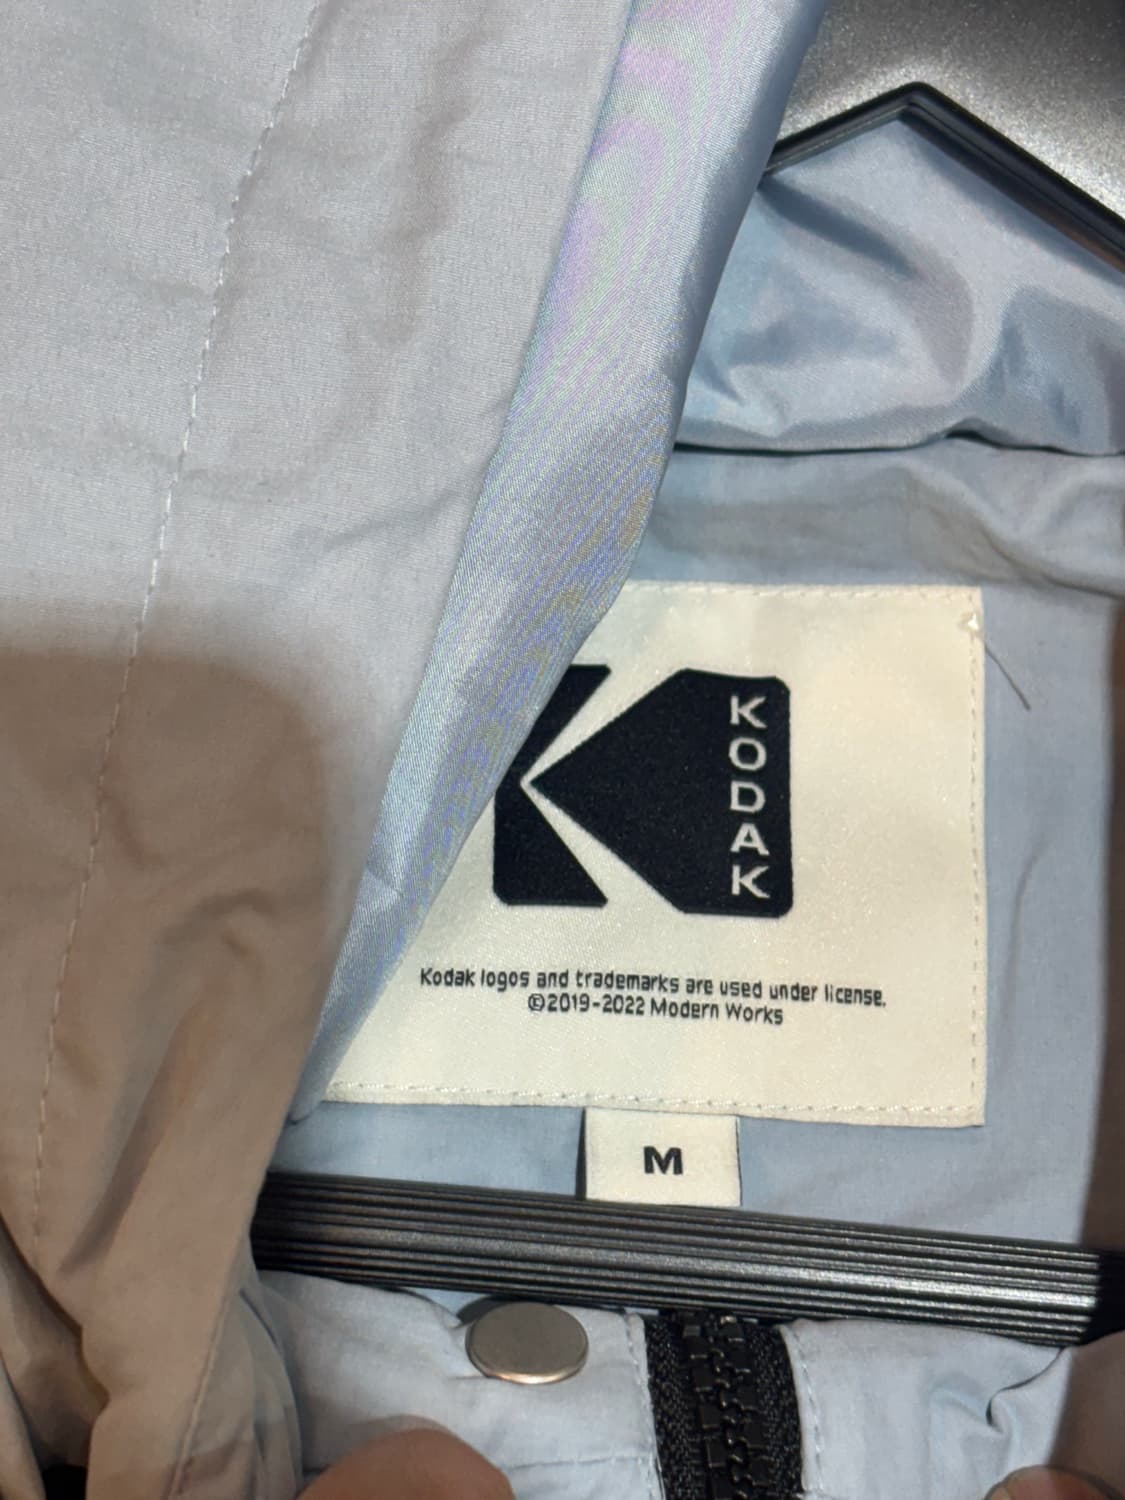 KODAK
Kodak logos and trademarks are used under license.
©2019-2022 Modern Works
M